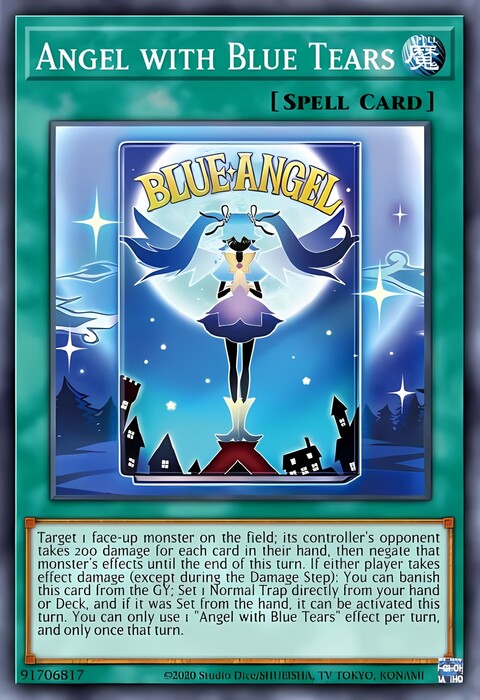 ANGEL WITH BLUE TEARS 魔
[SPELL CARD]
BLUE ANGEL
Target 1 face-up monster on the field; its controller's opponent
takes 200 damage for each card in their hand, then negate that
monster's effects until the end of this turn. If either player takes
effect damage (except during the Damage Step): You can banish
this card from the GY; Set 1 Normal Trap directly from your hand
or Deck, and if it was Set from the hand, it can be activated this
turn. You can only use 1 "Angel with Blue Tears" effect per turn,
and only once that turn.
91706817
©2020 Studio Dice/SHUEISHA, TV TOKYO, KONAMI